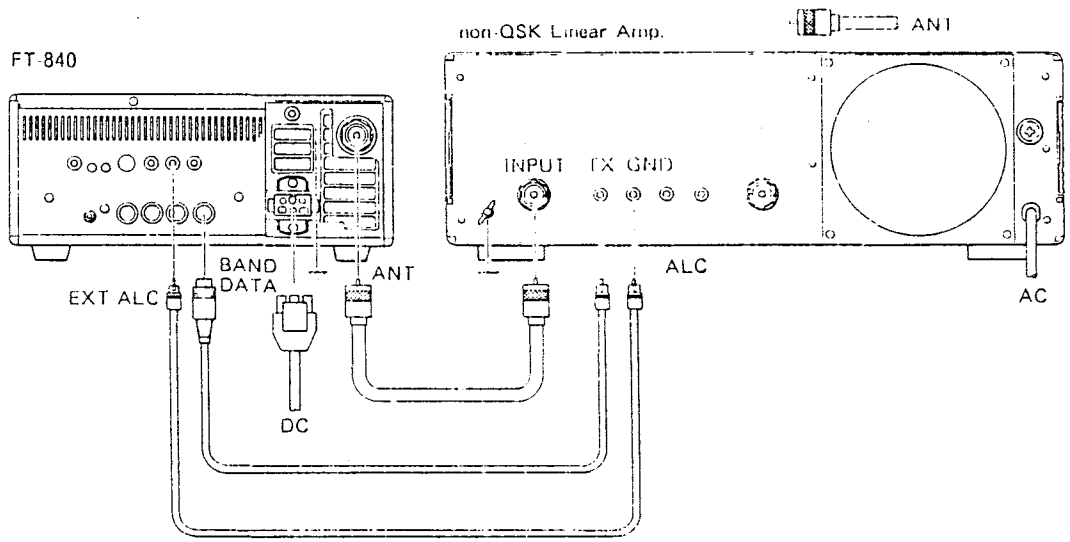 non-QSK Linear Amp.
ANT
FT-840
INPUT TX GND
BAND DATA
ANT
ALC
EXT ALC
AC
DC